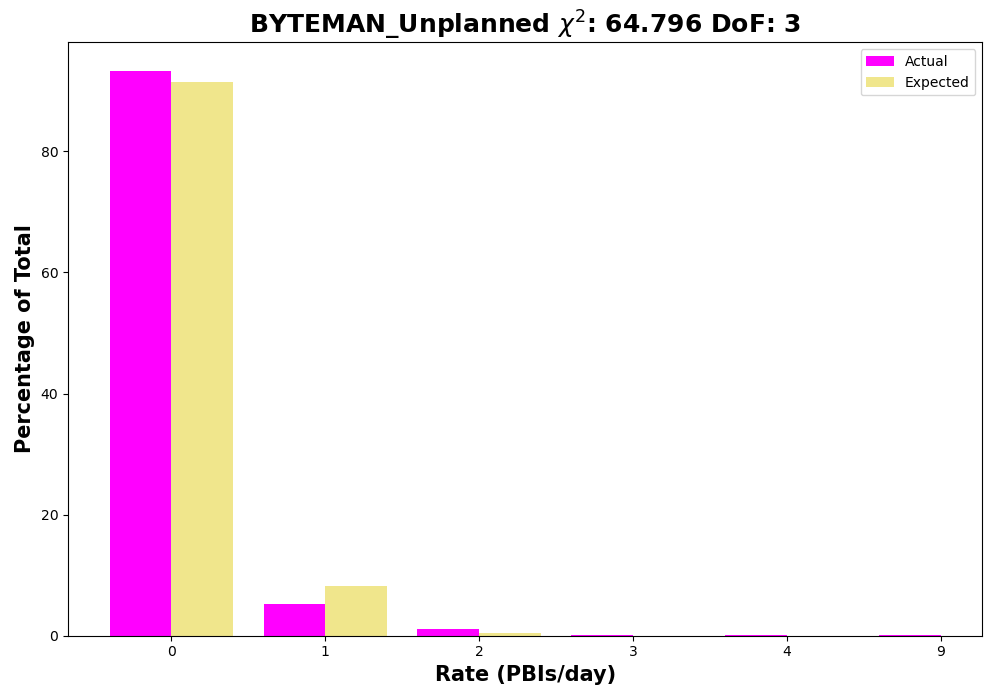 BYTEMAN_Unplanned χ²: 64.796 DoF: 3
Actual
Expected
Percentage of Total
80
60
40
20
0
0 1 2 3 4 9
Rate (PBIs/day)